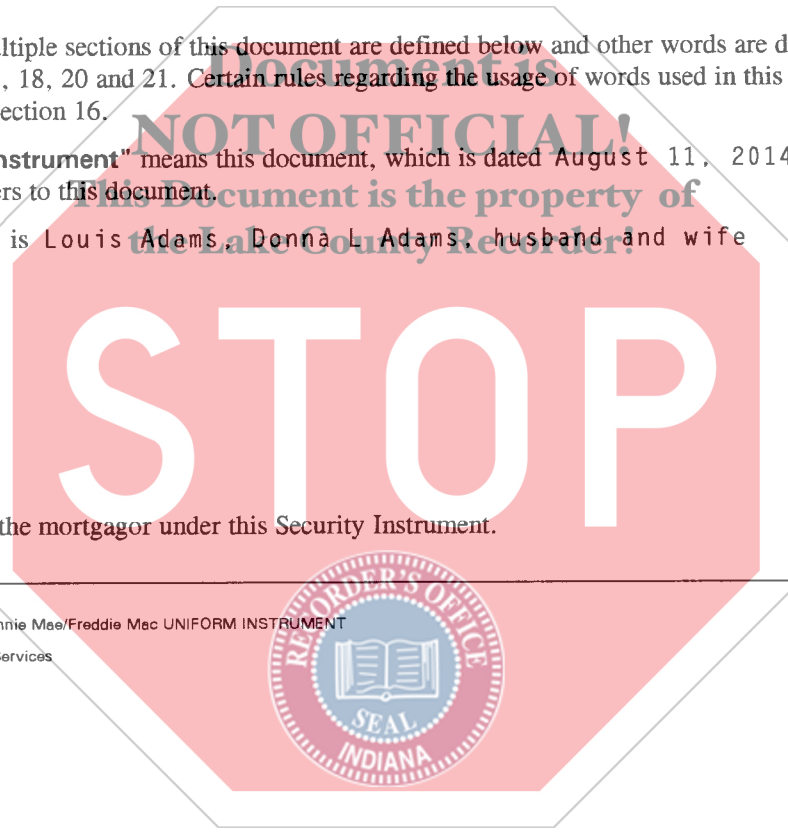 ltiple sections of this document are defined below and other words are d
, 18, 20 and 21. Certain rules regarding the usage of words used in this
ection 16.
nstrument" means this document, which is dated August 11, 2014
ers to this document.
is Louis Adams, Donna L Adams, husband and wife
Document is
NOT OFFICIAL!
This Document is the property of
the Lake County Recorder!
STOP
the mortgagor under this Security Instrument.
nnie Mae/Freddie Mac UNIFORM INSTRUMENT
Services
RECORDER'S OFFICE
SEAL
INDIANA